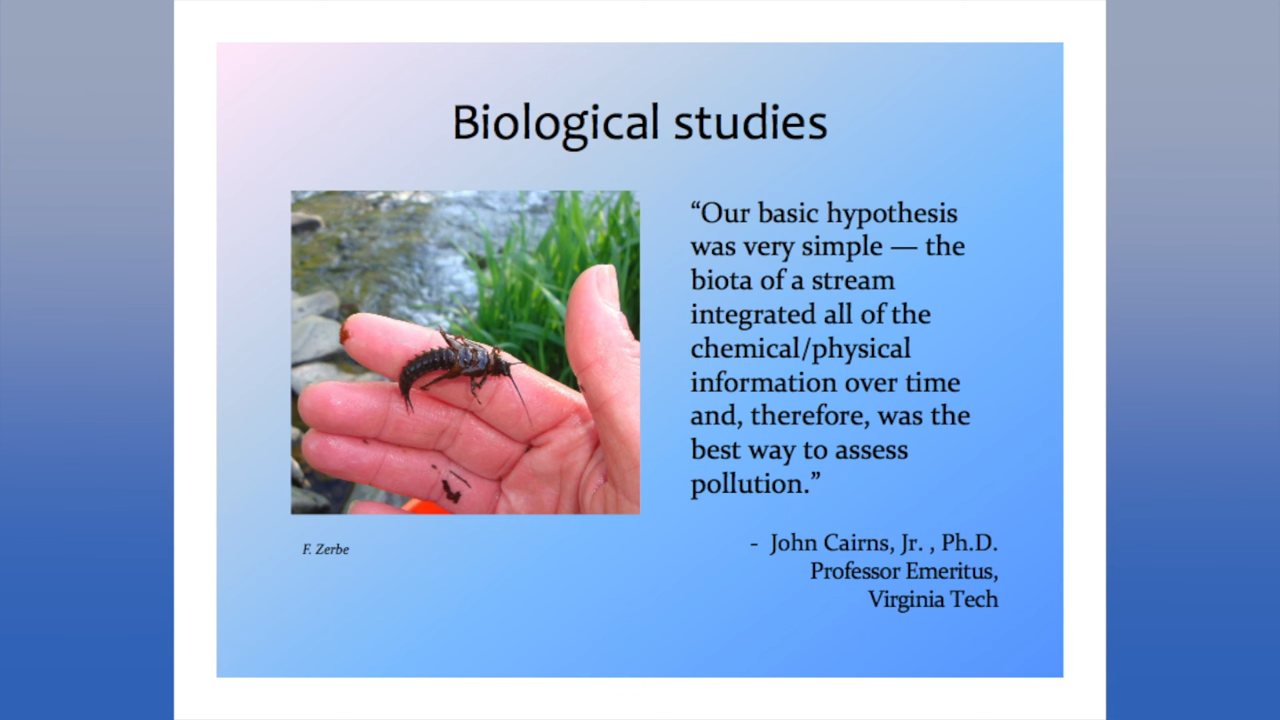 Biological studies
“Our basic hypothesis
was very simple — the
biota of a stream
integrated all of the
chemical/physical
information over time
and, therefore, was the
best way to assess
pollution.”
F. Zerbe
- John Cairns, Jr. , Ph.D.
Professor Emeritus,
Virginia Tech